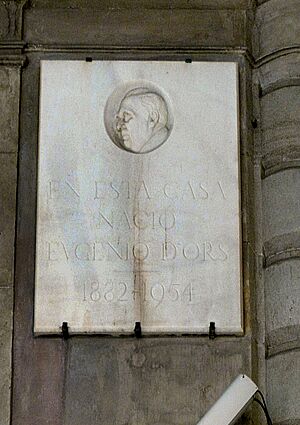 EN ESTA CASA
NACIO
EVGENIO D'ORS
1882-1954